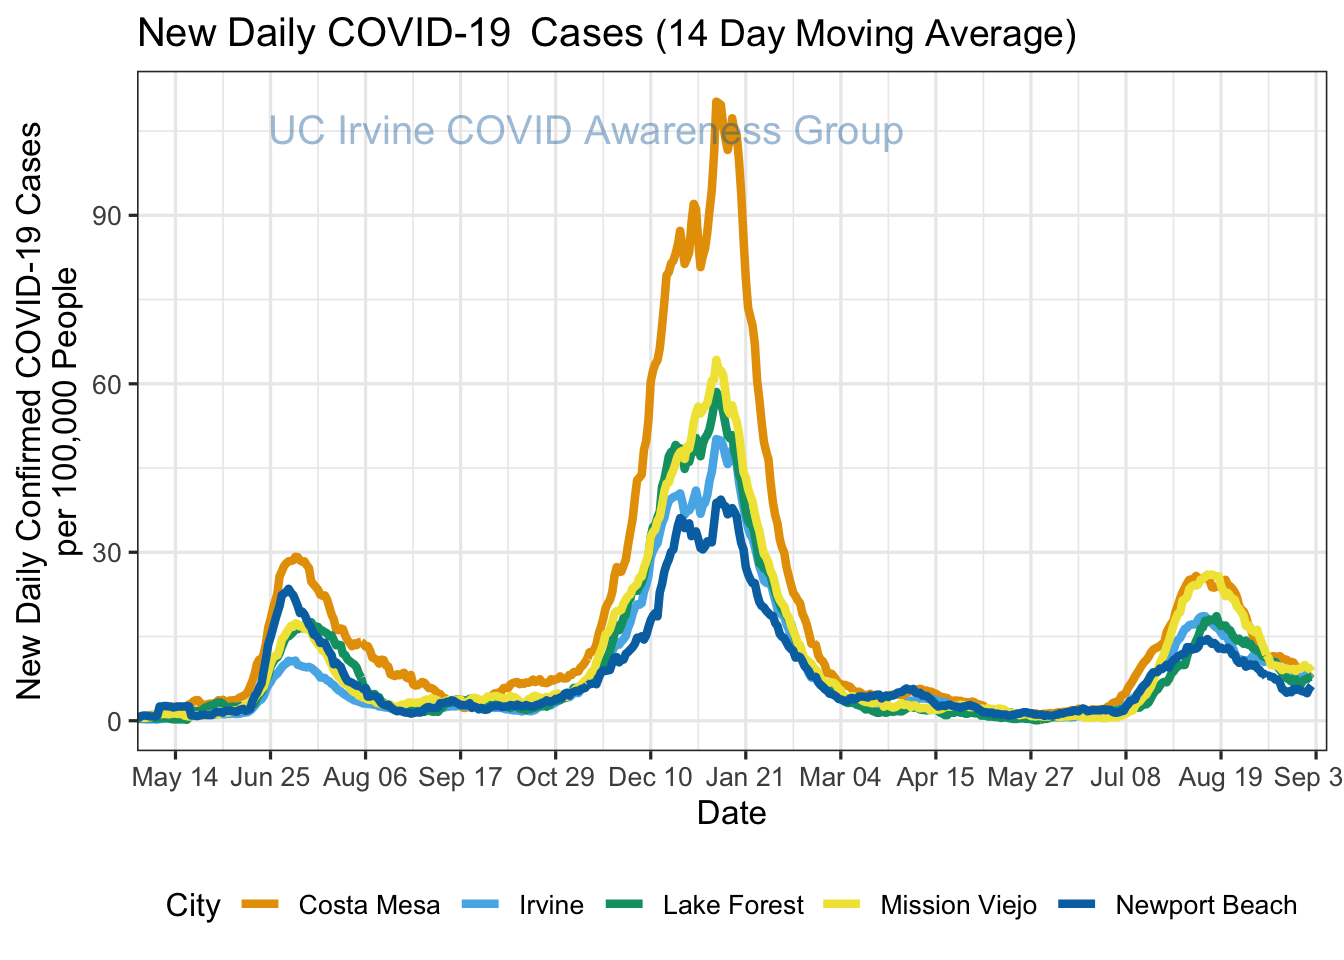 New Daily COVID-19 Cases (14 Day Moving Average)
UC Irvine COVID Awareness Group
New Daily Confirmed COVID-19 Cases
per 100,000 People
90
60
30
0
May 14 Jun 25 Aug 06 Sep 17 Oct 29 Dec 10 Jan 21 Mar 04 Apr 15 May 27 Jul 08 Aug 19 Sep 3
Date
City Costa Mesa Irvine Lake Forest Mission Viejo Newport Beach